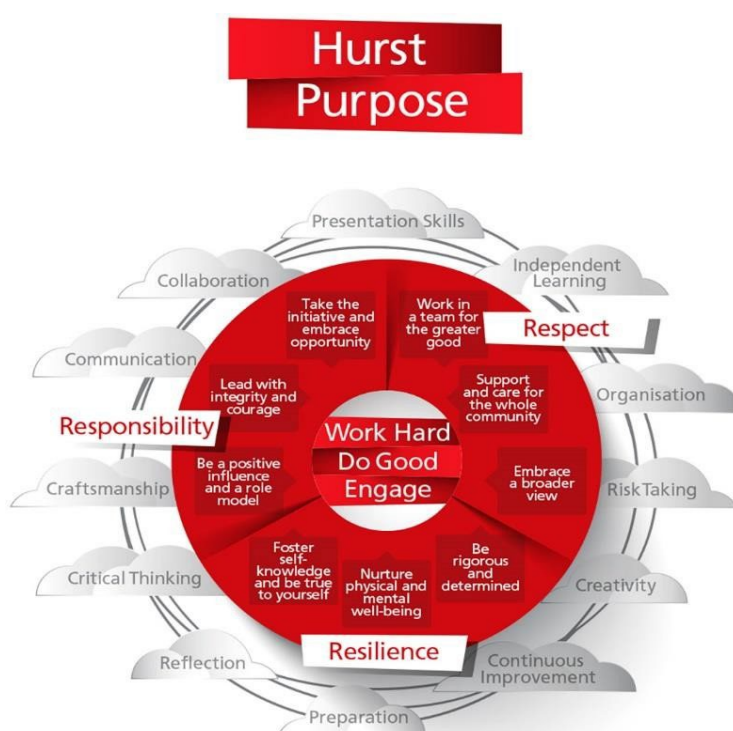 Hurst
Purpose
Presentation Skills
Independent
Learning
Organisation
Risk Taking
Creativity
Continuous
Improvement
Preparation
Reflection
Critical Thinking
Craftsmanship
Communication
Collaboration
Respect
Work in
a team for
the greater
good
Support
and care for
the whole
community
Embrace
a broader
view
Resilience
Be
rigorous
and
determined
Nurture
physical and
mental
well-being
Foster
self-
knowledge
and be true
to yourself
Responsibility
Be a positive
influence
and a role
model
Lead with
integrity and
courage
Take the
initiative and
embrace
opportunity
Work Hard
Do Good
Engage